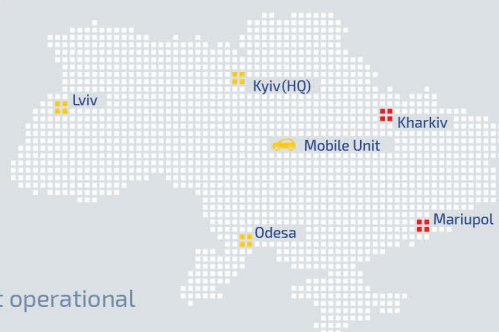 Kyiv (HQ)
Lviv
Kharkiv
Mobile Unit
Mariupol
Odesa
operational